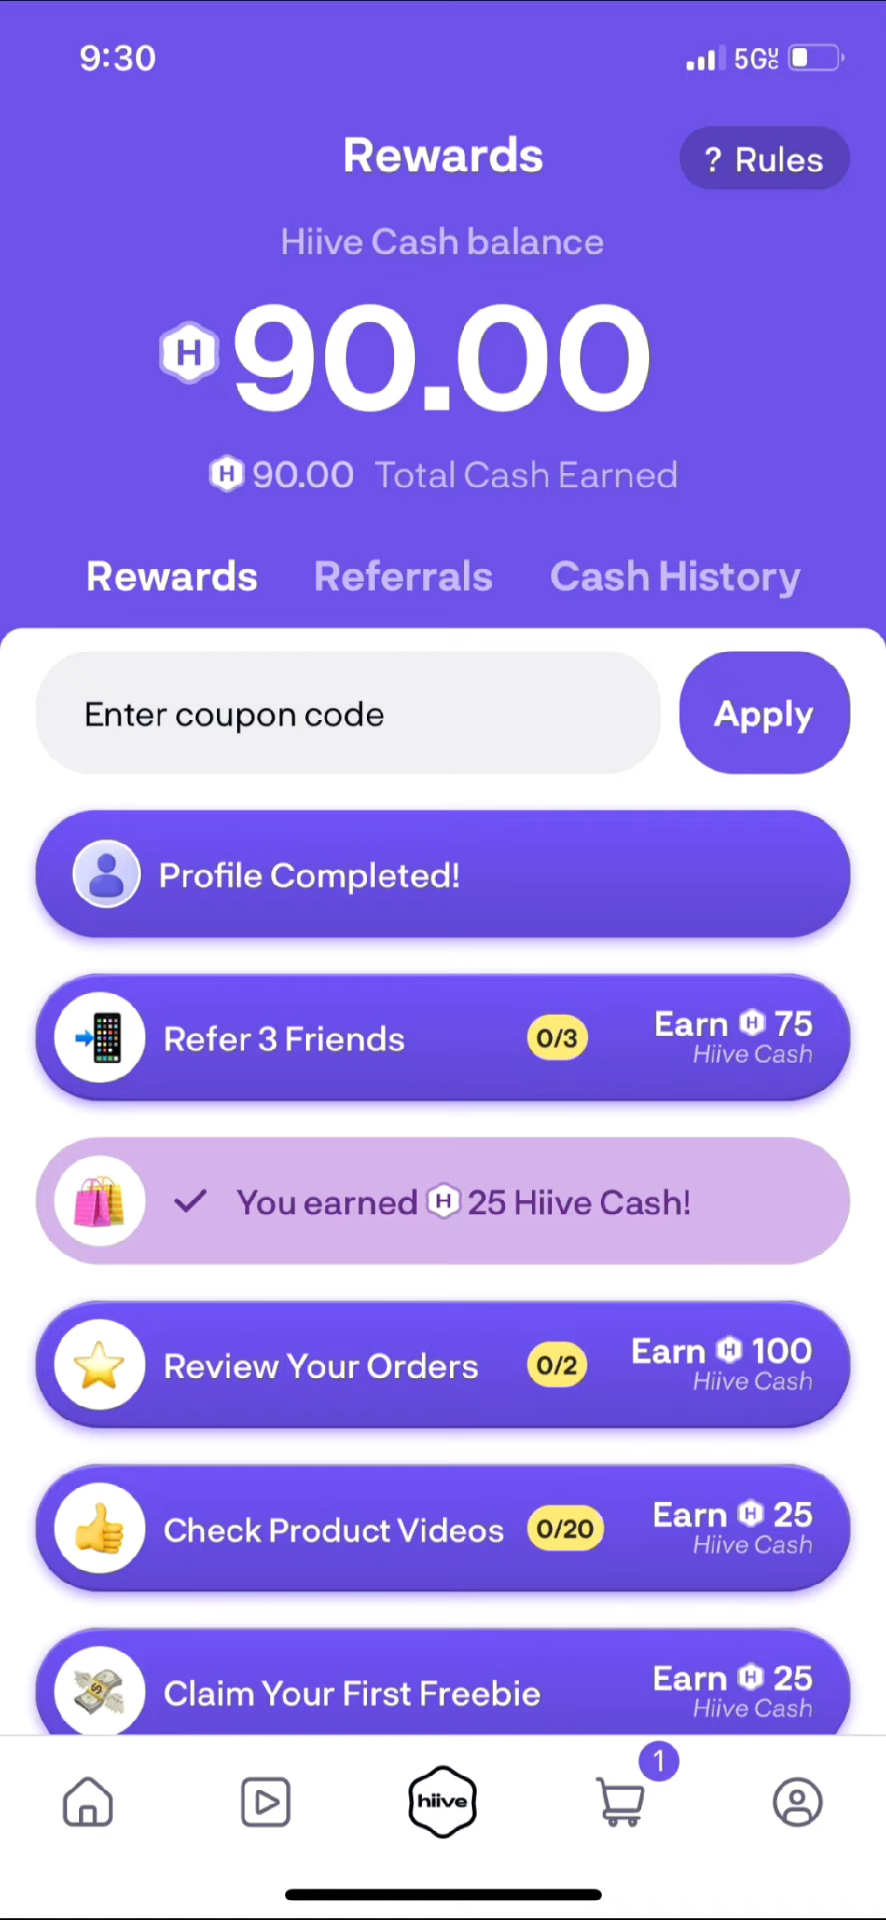 9:30
5GUC
Rewards
? Rules
Hiive Cash balance
H 90.00
H 90.00 Total Cash Earned
Rewards Referrals Cash History
Enter coupon code Apply
Profile Completed!
Refer 3 Friends 0/3 Earn H 75
Hiive Cash
You earned H 25 Hiive Cash!
Review Your Orders 0/2 Earn H 100
Hiive Cash
Check Product Videos 0/20 Earn H 25
Hiive Cash
Claim Your First Freebie Earn H 25
Hiive Cash
1
hiive